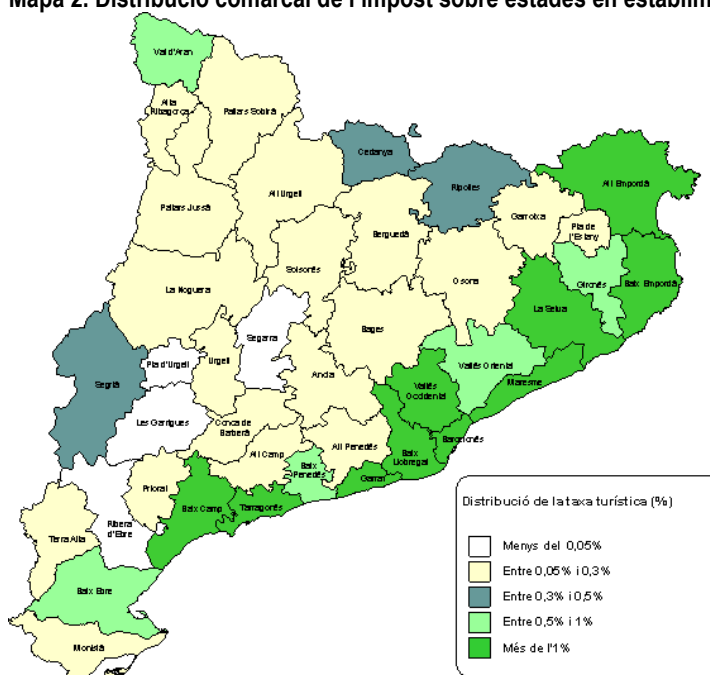 Mapa 2. Distribució comarcal de l'impost sobre estades en establim
Vall d'Aran
Alta
Ribagorça
Pallars Sobirà
Cerdanya
Ripollès
Alt Empordà
Alt Urgell
Pallars Jussà
Garrotxa
Pla de
l'Estany
Berguedà
Solsonès
Osona
Gironès
Baix Empordà
La Noguera
La Selva
Segarra
Bages
Pla d'Urgell
Urgell
Vallès Oriental
Segrià
Anoia
Vallès
Occidental
Maresme
Les Garrigues
Conca de
Barberà
Alt Penedès
Barcelonès
Alt Camp
Baix
Llobregat
Baix
Penedès
Garraf
Priorat
Baix Camp
Tarragonès
Ribera
d'Ebre
Terra Alta
Baix Ebre
Montsià
Distribució de la taxa turística (%)
Menys del 0,05%
Entre 0,05% i 0,3%
Entre 0,3% i 0,5%
Entre 0,5% i 1%
Més de l'1%